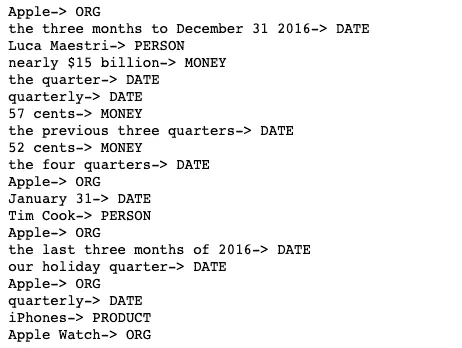 Apple-> ORG
the three months to December 31 2016-> DATE
Luca Maestri-> PERSON
nearly $15 billion-> MONEY
the quarter-> DATE
quarterly-> DATE
57 cents-> MONEY
the previous three quarters-> DATE
52 cents-> MONEY
the four quarters-> DATE
Apple-> ORG
January 31-> DATE
Tim Cook-> PERSON
Apple-> ORG
the last three months of 2016-> DATE
our holiday quarter-> DATE
Apple-> ORG
quarterly-> DATE
iPhones-> PRODUCT
Apple Watch-> ORG